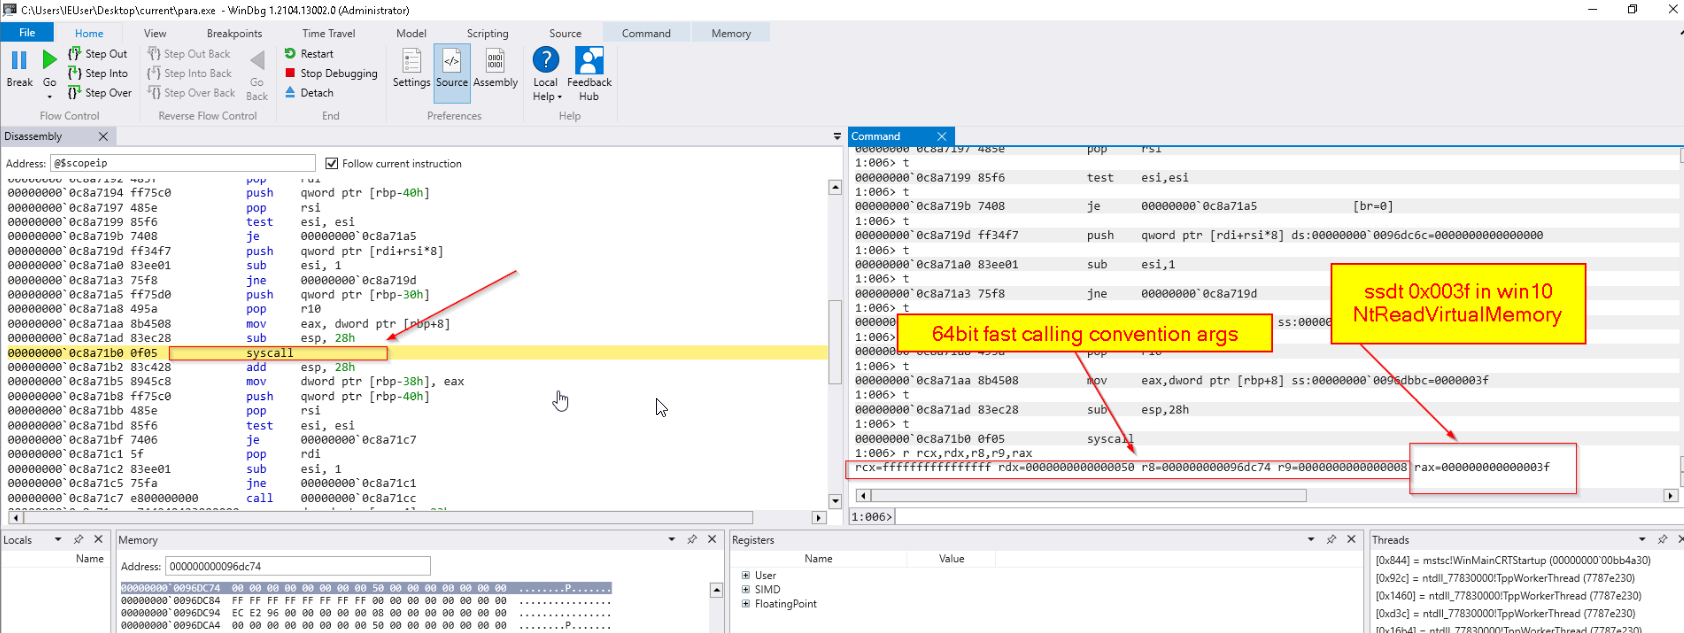 C:\Users\IEUser\Desktop\current\para.exe - WinDbg 1.2104.13002.0 (Administrator)
File Home View Breakpoints Time Travel Model Scripting Source Command Memory
Break
Go
Step Out
Step Into
Step Over
Flow Control
Step Out Back
Step Into Back
Step Over Back
Go Back
Reverse Flow Control
Restart
Stop Debugging
Detach
End
Settings Source Assembly
Preferences
Local Help
Feedback Hub
Help
Disassembly
Address: @$scopeip
Follow current instruction
00000000`0c8a7192 485f pop rdi
00000000`0c8a7194 ff75c0 push qword ptr [rbp-40h]
00000000`0c8a7197 485e pop rsi
00000000`0c8a7199 85f6 test esi, esi
00000000`0c8a719b 7408 je 00000000`0c8a71a5
00000000`0c8a719d ff34f7 push qword ptr [rdi+rsi*8]
00000000`0c8a71a0 83ee01 sub esi, 1
00000000`0c8a71a3 75f8 jne 00000000`0c8a719d
00000000`0c8a71a5 ff75d0 push qword ptr [rbp-30h]
00000000`0c8a71a8 495a pop r10
00000000`0c8a71aa 8b4508 mov eax, dword ptr [rbp+8]
00000000`0c8a71ad 83ec28 sub esp, 28h
00000000`0c8a71b0 0f05 syscall
00000000`0c8a71b2 83c428 add esp, 28h
00000000`0c8a71b5 8945c8 mov dword ptr [rbp-38h], eax
00000000`0c8a71b8 ff75c0 push qword ptr [rbp-40h]
00000000`0c8a71bb 485e pop rsi
00000000`0c8a71bd 85f6 test esi, esi
00000000`0c8a71bf 7406 je 00000000`0c8a71c7
00000000`0c8a71c1 5f pop rdi
00000000`0c8a71c2 83ee01 sub esi, 1
00000000`0c8a71c5 75fa jne 00000000`0c8a71c1
00000000`0c8a71c7 e800000000 call 00000000`0c8a71cc
Command
00000000`0c8a7197 485e pop rsi
1:006> t
00000000`0c8a7199 85f6 test esi,esi
1:006> t
00000000`0c8a719b 7408 je 00000000`0c8a71a5 [br=0]
1:006> t
00000000`0c8a719d ff34f7 push qword ptr [rdi+rsi*8] ds:00000000`0096dc6c=0000000000000000
1:006> t
00000000`0c8a71a0 83ee01 sub esi,1
1:006> t
00000000`0c8a71a3 75f8 jne 00000000`0c8a719d
1:006> t
ssdt 0x003f in win10
NtReadVirtualMemory
64bit fast calling convention args
1:006> t
00000000`0c8a71aa 8b4508 mov eax,dword ptr [rbp+8] ss:00000000`0096dbbc=0000003f
1:006> t
00000000`0c8a71ad 83ec28 sub esp,28h
1:006> t
00000000`0c8a71b0 0f05 syscall
1:006> r rcx,rdx,r8,r9,rax
rcx=ffffffffffffffff rdx=0000000000000050 r8=000000000096dc74 r9=0000000000000008 rax=000000000000003f
1:006>
Locals
Name
Memory
Address: 000000000096dc74
00000000`0096DC74 00 00 00 00 00 00 00 00 50 00 00 00 00 00 00 00 ........P.......
00000000`0096DC84 FF FF FF FF FF FF FF FF 00 00 00 00 00 00 00 00 ................
00000000`0096DC94 EC E2 96 00 00 00 00 00 08 00 00 00 00 00 00 00 ................
00000000`0096DCA4 00 00 00 00 00 00 00 00 50 00 00 00 00 00 00 00 ........P.......
Registers
Name Value
User
SIMD
FloatingPoint
Threads
[0x844] = mstsc!WinMainCRTStartup (00000000`00bb4a30)
[0x92c] = ntdll_77830000!TppWorkerThread (7787e230)
[0x1460] = ntdll_77830000!TppWorkerThread (7787e230)
[0xd3c] = ntdll_77830000!TppWorkerThread (7787e230)
[0x16b4] = ntdll_77830000!TppWorkerThread (7787e230)